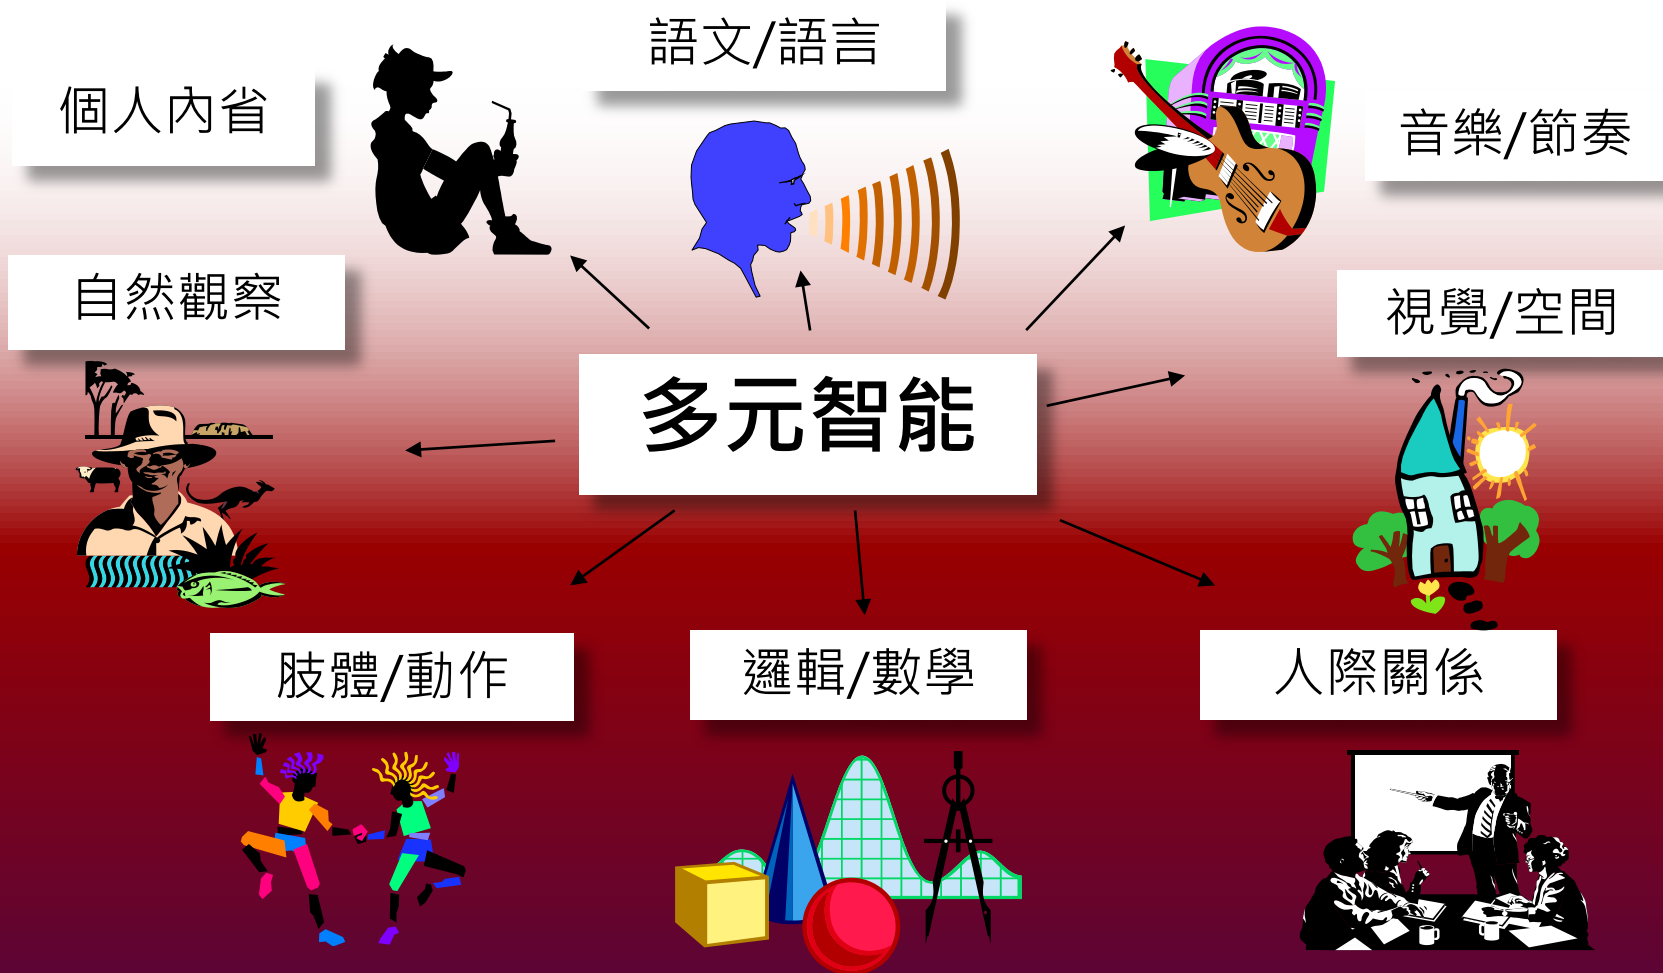 語文/語言
個人內省
音樂/節奏
自然觀察
視覺/空間
多元智能
肢體/動作
邏輯/數學
人際關係